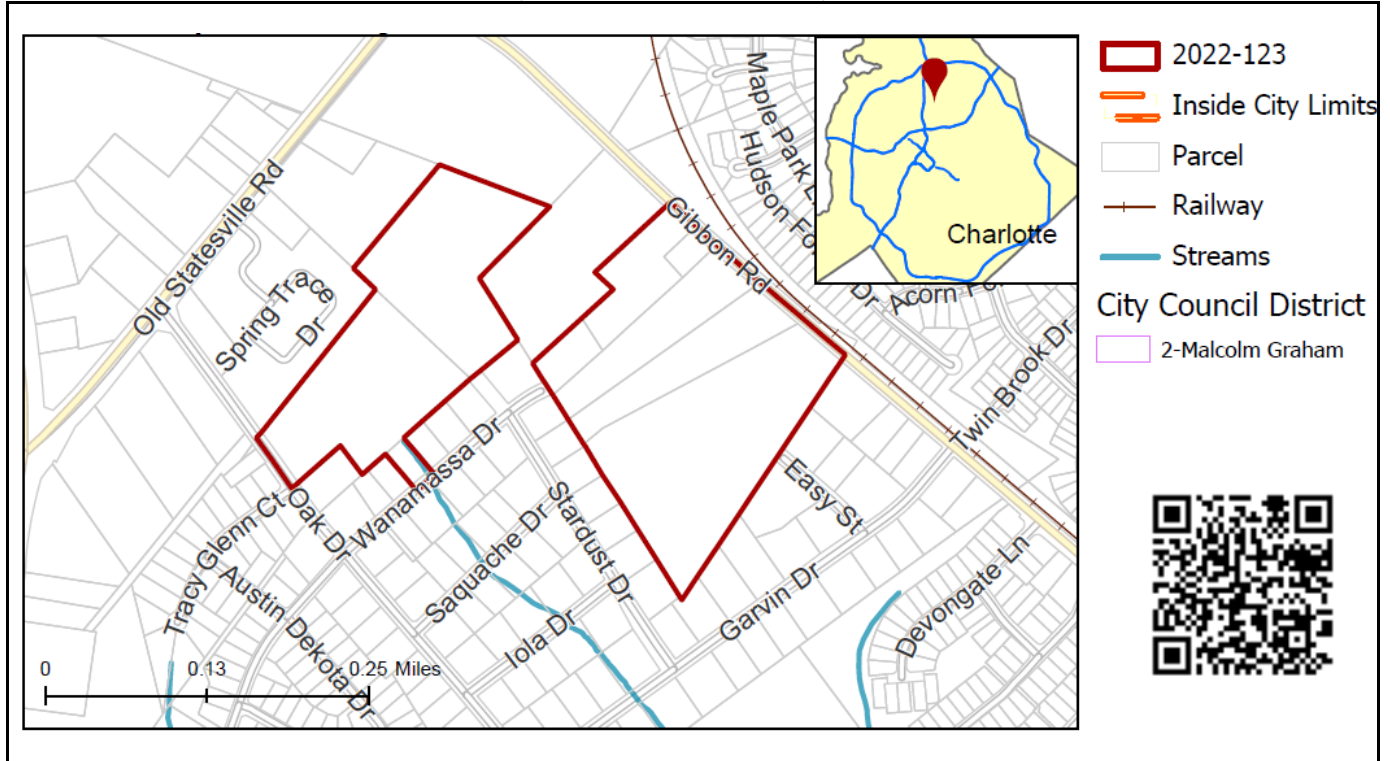 Old Statesville Rd
Spring Trace
Dr
Gibbon Rd
Maple Park L
Hudson Fo
Dr
Acorn Fo
Twin Brook Dr
Easy St
Wanamassa Dr
Stardust Dr
Saquache Dr
Oak Dr
Tracy Glenn Ct
Austin Dekota Dr
Iola Dr
Garvin Dr
Devongate Ln
0 0.13 0.25 Miles
Charlotte
2022-123
Inside City Limits
Parcel
Railway
Streams
City Council District
2-Malcolm Graham